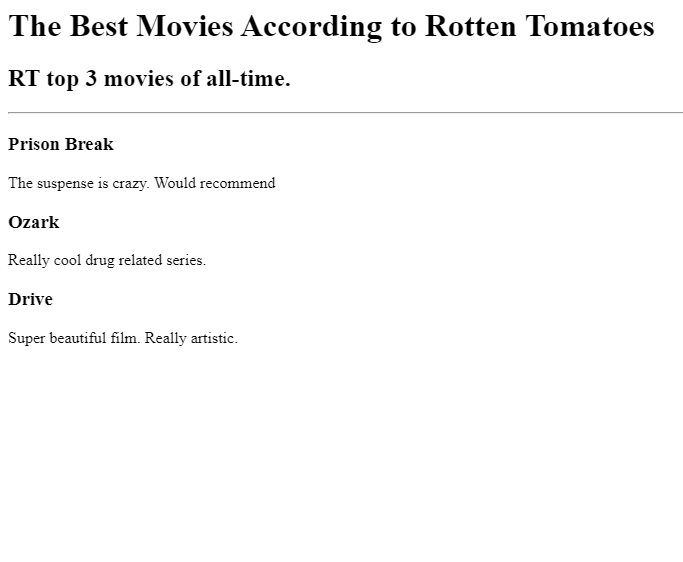 The Best Movies According to Rotten Tomatoes
RT top 3 movies of all-time.
Prison Break
The suspense is crazy. Would recommend
Ozark
Really cool drug related series.
Drive
Super beautiful film. Really artistic.